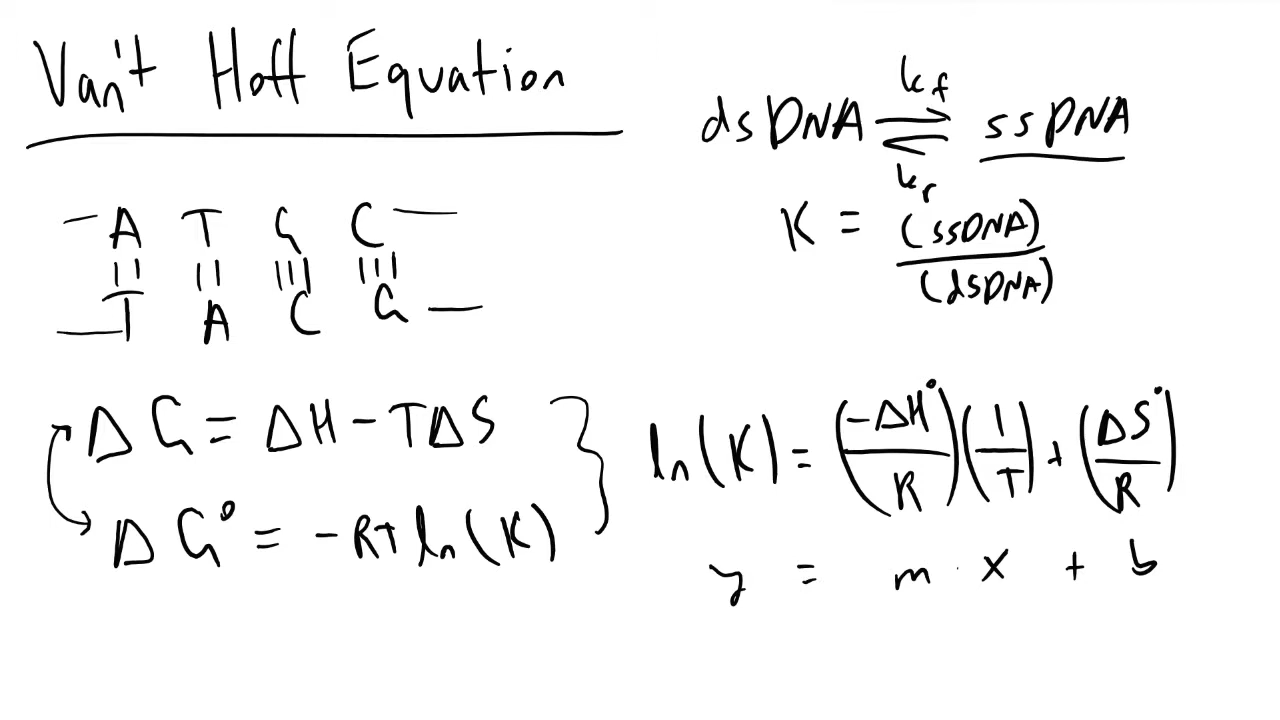 Van't Hoff Equation
A T G C
T A C G
ΔG = ΔH - TΔS
ΔG° = -RT ln(K)
kf
dsDNA ⇌ ssDNA
kr
K = (ssDNA) / (dsDNA)
ln(K) = (-ΔH° / R)(1 / T) + (ΔS° / R)
y = m · x + b